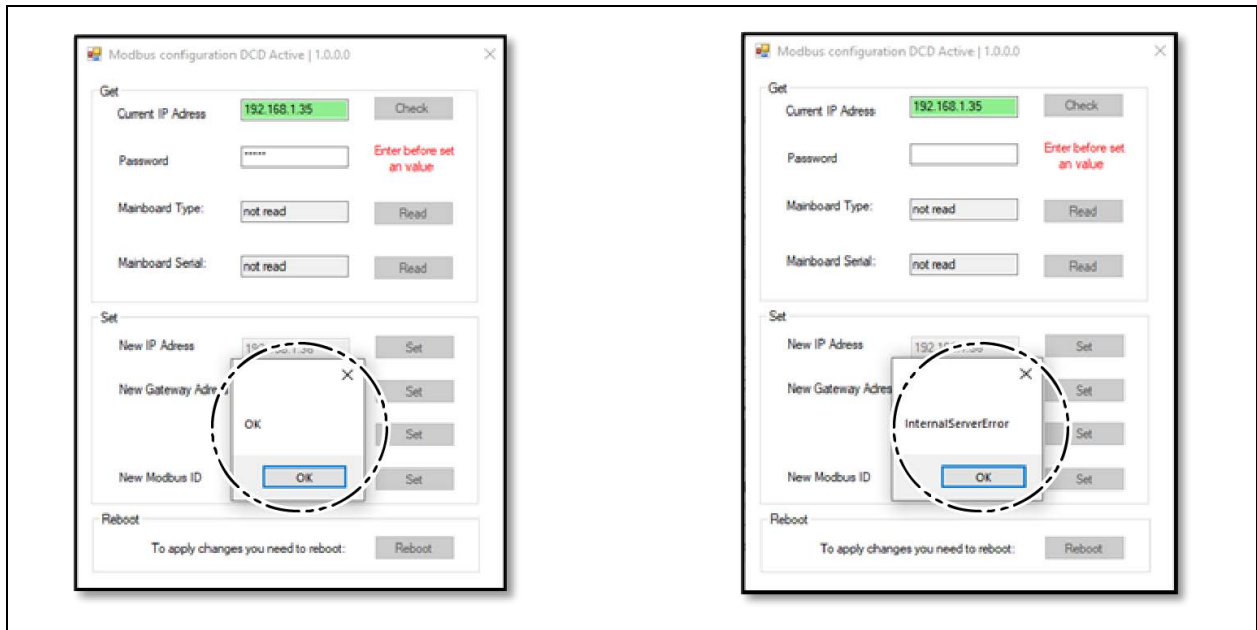 Modbus configuration DCD Active | 1.0.0.0
Get
Current IP Adress 192.168.1.35 Check
Password ***** Enter before set
an value
Mainboard Type: not read Read
Mainboard Serial: not read Read
Set
New IP Adress Set
New Gateway Adre Set
OK
Set
New Modbus ID OK Set
Reboot
To apply changes you need to reboot: Reboot
Modbus configuration DCD Active | 1.0.0.0
Get
Current IP Adress 192.168.1.35 Check
Password Enter before set
an value
Mainboard Type: not read Read
Mainboard Serial: not read Read
Set
New IP Adress Set
New Gateway Adres Set
InternalServerError
Set
New Modbus ID OK Set
Reboot
To apply changes you need to reboot: Reboot